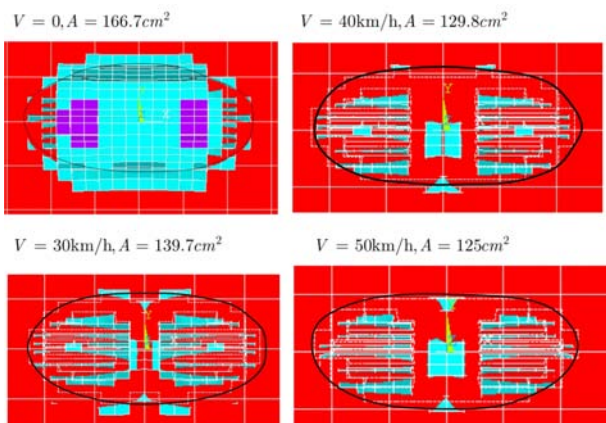 V = 0, A = 166.7cm²
V = 40km/h, A = 129.8cm²
Y
X
Y
V = 30km/h, A = 139.7cm²
V = 50km/h, A = 125cm²
Y
X
X